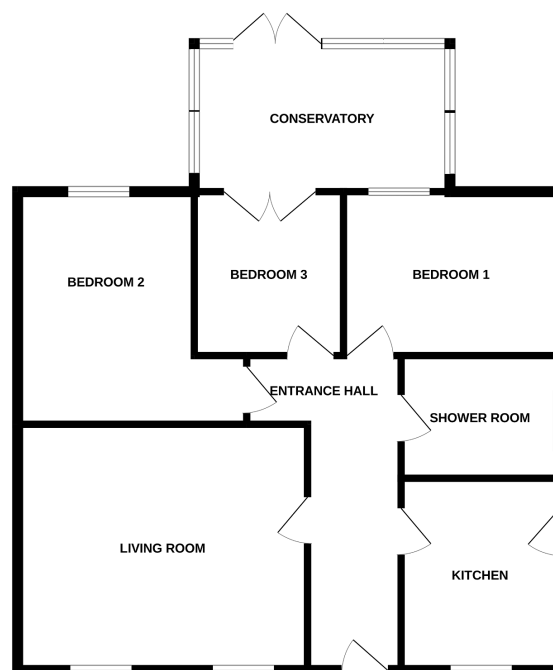 CONSERVATORY
BEDROOM 2
BEDROOM 3
BEDROOM 1
ENTRANCE HALL
SHOWER ROOM
LIVING ROOM
KITCHEN